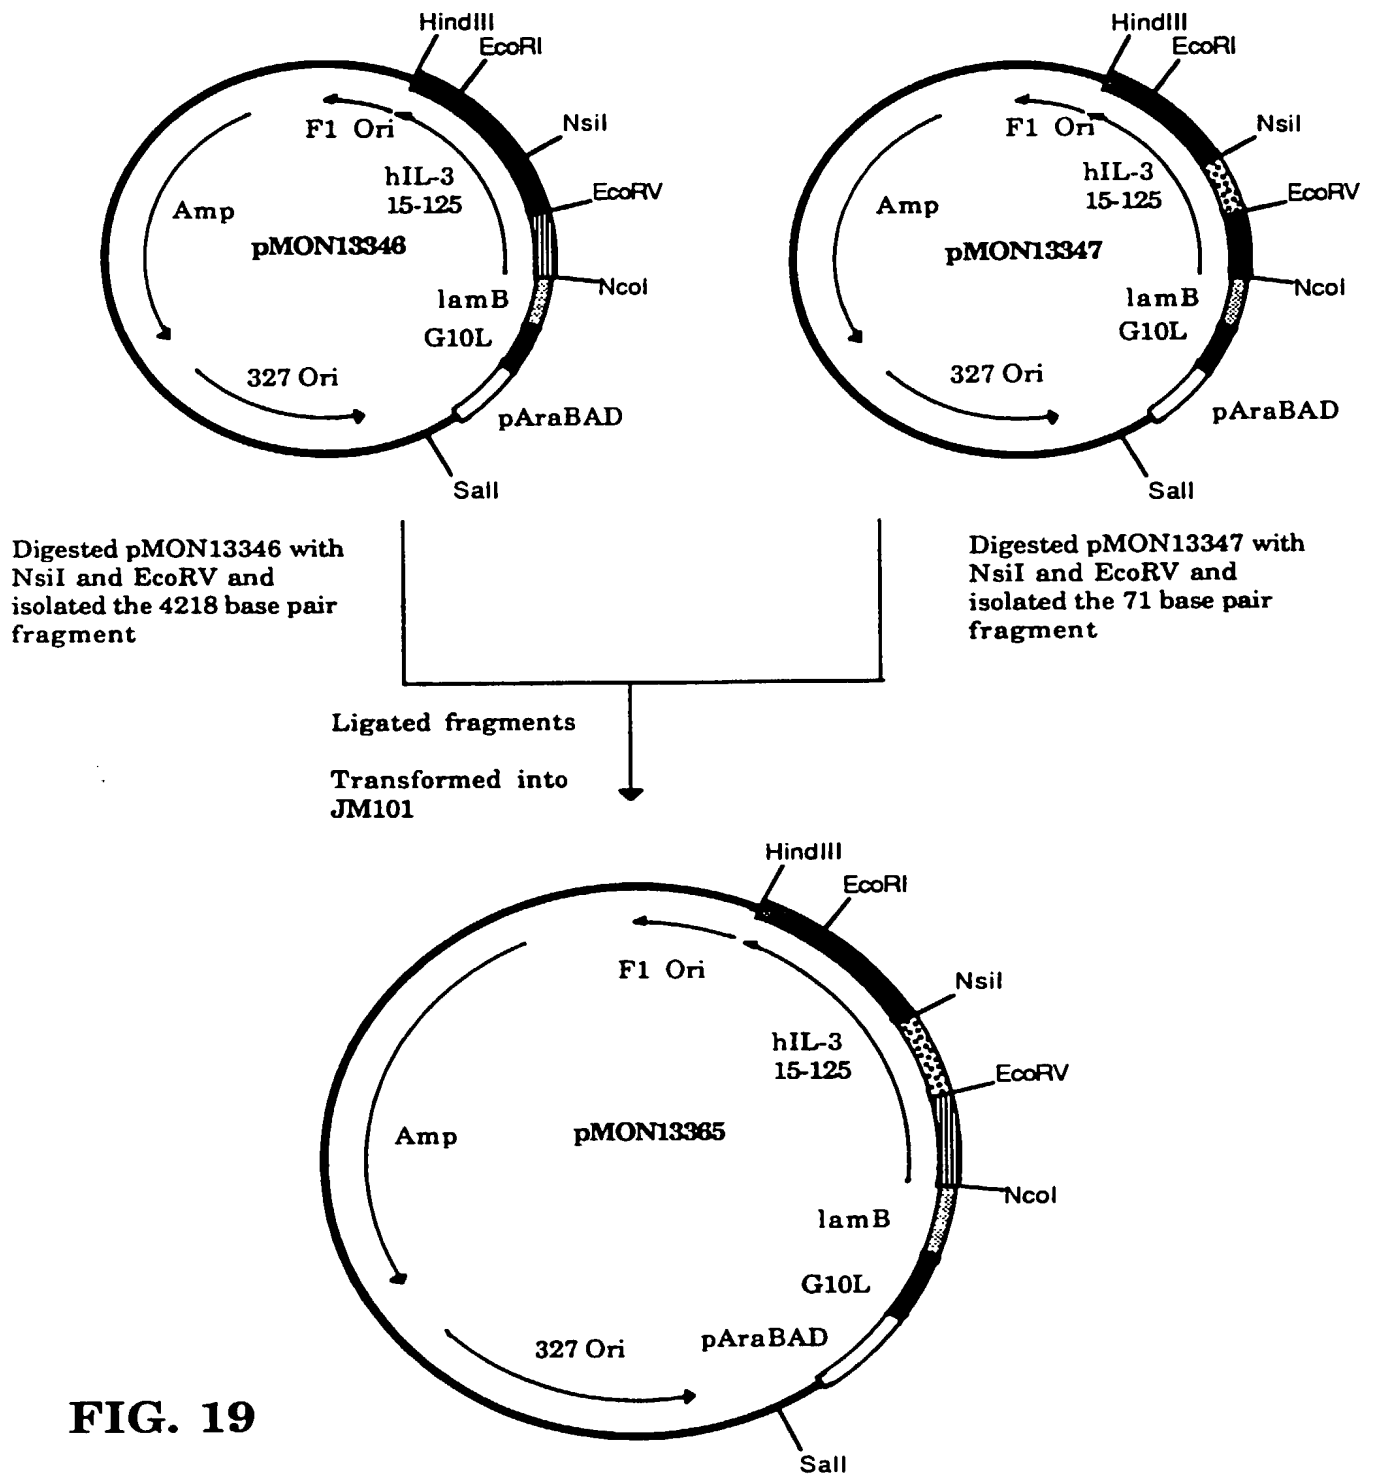 HindIII
EcoRI
NsiI
EcoRV
NcoI
F1 Ori
hIL-3
15-125
Amp
pMON13346
lamB
G10L
327 Ori
pAraBAD
SalI
HindIII
EcoRI
NsiI
EcoRV
NcoI
F1 Ori
hIL-3
15-125
Amp
pMON13347
lamB
G10L
327 Ori
pAraBAD
SalI
Digested pMON13346 with
NsiI and EcoRV and
isolated the 4218 base pair
fragment
Digested pMON13347 with
NsiI and EcoRV and
isolated the 71 base pair
fragment
Ligated fragments
Transformed into
JM101
HindIII
EcoRI
NsiI
EcoRV
NcoI
F1 Ori
hIL-3
15-125
Amp
pMON13365
lamB
G10L
pAraBAD
327 Ori
SalI
FIG. 19